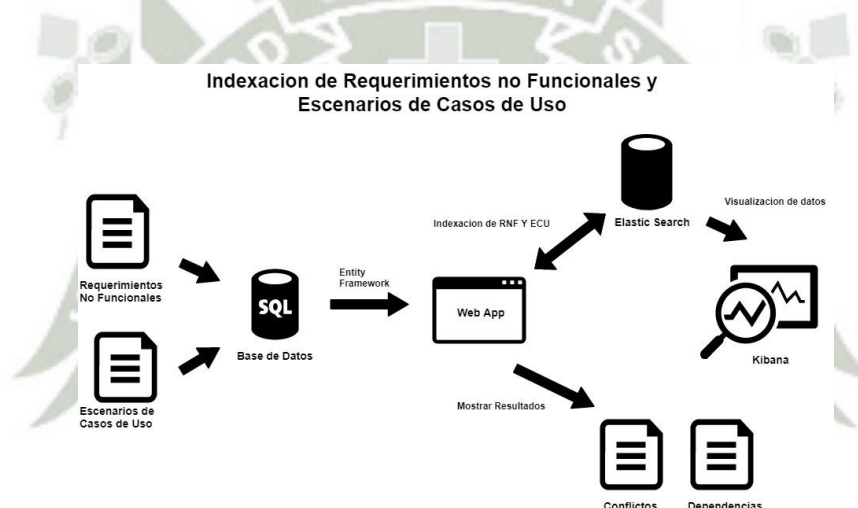 Indexacion de Requerimientos no Funcionales y
Escenarios de Casos de Uso
Requerimientos
No Funcionales
Escenarios de
Casos de Uso
SQL
Base de Datos
Entity
Framework
Web App
Indexacion de RNF Y ECU
Elastic Search
Visualizacion de datos
Kibana
Mostrar Resultados
Conflictos
Dependencias